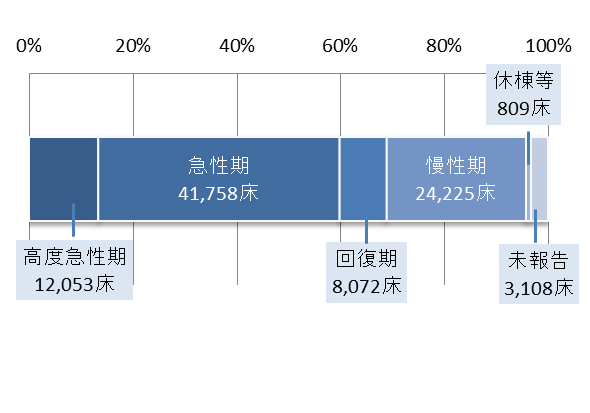 0% 20% 40% 60% 80% 100%
休棟等
809床
急性期
41,758床
慢性期
24,225床
高度急性期
12,053床
回復期
8,072床
未報告
3,108床